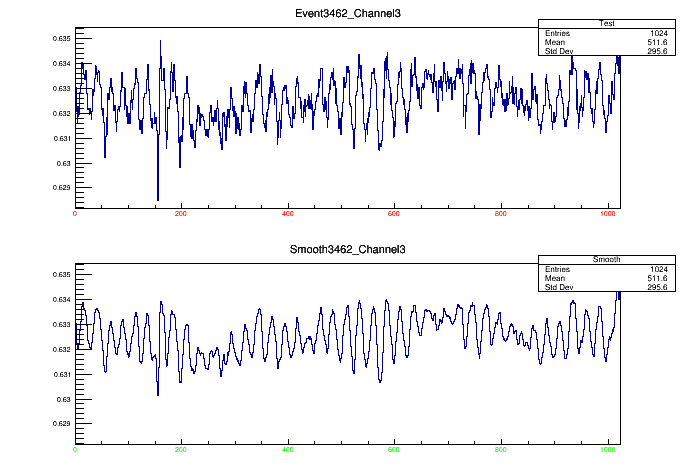 Event3462_Channel3
Test
Entries 1024
Mean 511.6
Std Dev 295.6
0.635
0.634
0.633
0.632
0.631
0.63
0.629
0 200 400 600 800 1000
Smooth3462_Channel3
Smooth
Entries 1024
Mean 511.6
Std Dev 295.6
0.635
0.634
0.633
0.632
0.631
0.63
0.629
0 200 400 600 800 1000